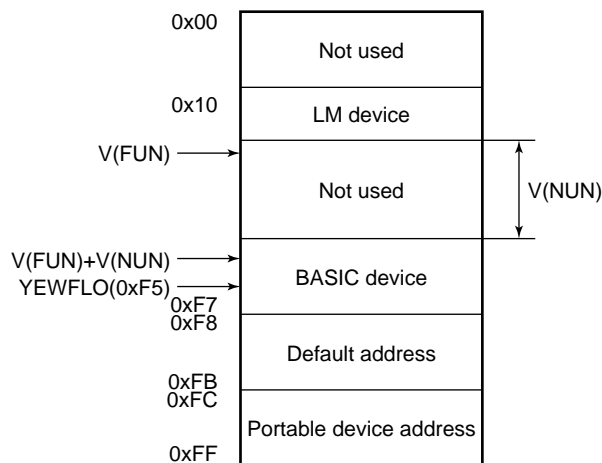 0x00
Not used
0x10
LM device
V(FUN)
Not used
V(NUN)
V(FUN)+V(NUN)
BASIC device
YEWFLO(0xF5)
0xF7
0xF8
Default address
0xFB
0xFC
Portable device address
0xFF